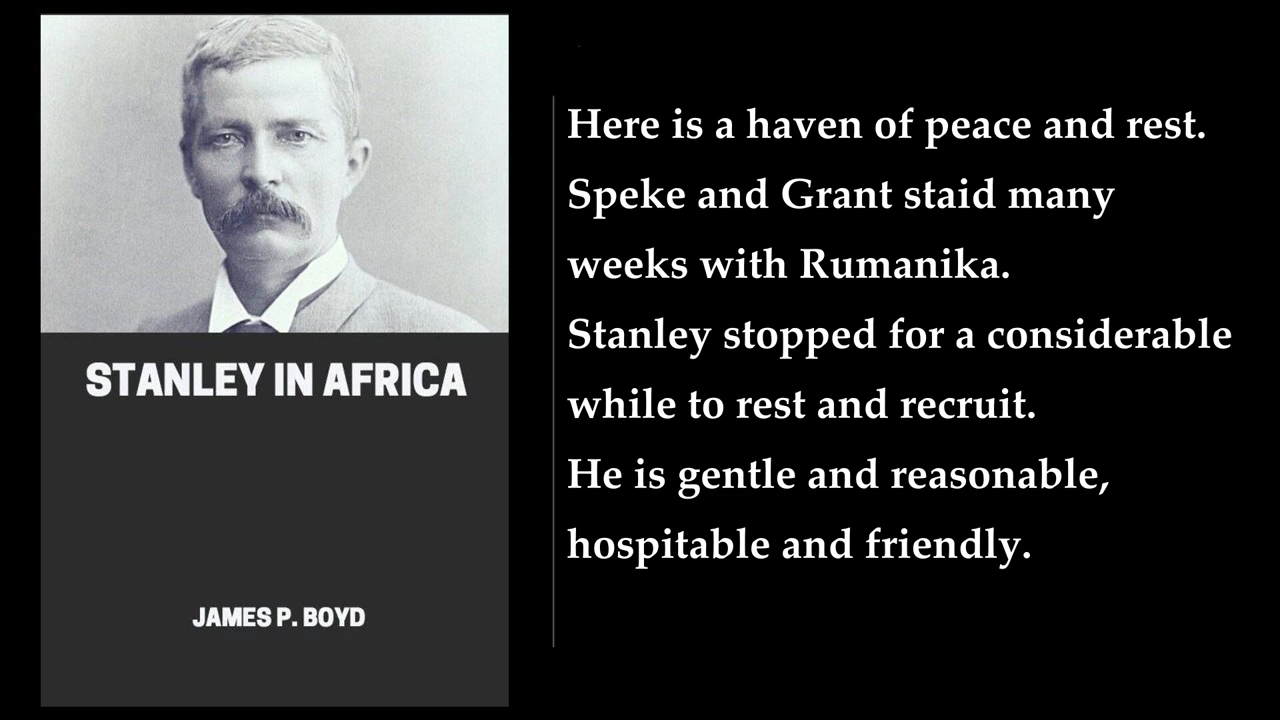 STANLEY IN AFRICA
JAMES P. BOYD
Here is a haven of peace and rest.
Speke and Grant staid many
weeks with Rumanika.
Stanley stopped for a considerable
while to rest and recruit.
He is gentle and reasonable,
hospitable and friendly.